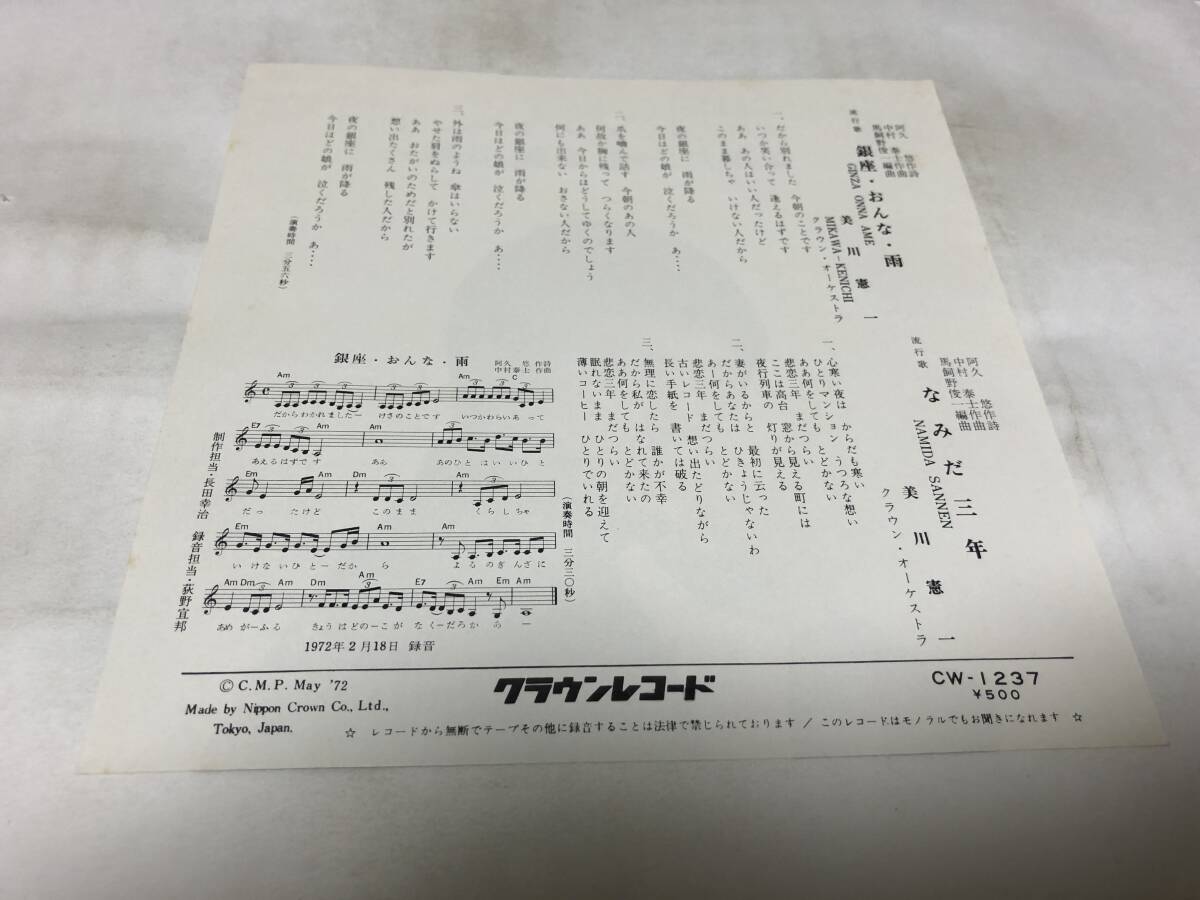 阿久 悠作詩
中村泰士作曲
馬飼野俊一編曲
流行歌
銀座・おんな・雨
GINZA ONNA AME
美川憲一
MIKAWA-KENICHI
クラウン・オーケストラ
一、だから別れました 今朝のことです
いつか笑い合って 逢えるはずです
ああ あの人はいい人だったけど
このまま暮しちゃ いけない人だから
夜の銀座に 雨が降る
今日はどの娘が 泣くだろうか あ‥‥
二、爪を噛んで話す 今朝のあの人
何故か胸に残って つらくなります
ああ 今日からはどうしてゆくのでしょう
何にも出来ない おさない人だから
夜の銀座に 雨が降る
今日はどの娘が 泣くだろうか あ‥‥
三、外は雨のようね 傘はいらない
やせた肩をぬらして かけて行きます
ああ おたがいのためだと別れたが
想い出たくさん 残した人だから
夜の銀座に 雨が降る
今日はどの娘が 泣くだろうか あ‥‥
(演奏時間 三分五六秒)
阿久 悠作詩
中村泰士作曲
馬飼野俊一編曲
流行歌
なみだ三年
NAMIDA SANNEN
美川憲一
クラウン・オーケストラ
一、心寒い夜は からだも寒い
ひとりマンション うつろな想い
ああ何をしても とどかない
悲恋三年 まだつらい
ここは高台 窓から見える町には
夜行列車の 灯りが見える
二、妻がいるからと 最初に云った
だからあなたは ひきょうじゃないわ
あー何をしても とどかない
悲恋三年 まだつらい
古いレコード 想い出たどりながら
長い手紙を 書いては破る
三、無理に恋したら 誰かが不幸
だから私が はなれて来たの
ああ何をしても とどかない
悲恋三年 まだつらい
眠れないまま ひとりの朝を迎えて
薄いコーヒー ひとりでいれる
(演奏時間 三分三〇秒)
銀座・おんな・雨
阿久 悠 作詩
中村泰士 作曲
Am Am C
だからわかれましたー けさのことです いつかわらいあって
E7 Am
あえるはずです ああ あのひとはいいひと
Em Am Dm Am
だったけど このまま くらしちゃ
Em Am
いけないひとーだから よるのぎんざに
Am Dm Am Dm Am E7 Am Em Am
あめがーふる きょうはどのーこが なくーだろかあー
1972年2月18日 録音
制作担当・長田幸治 録音担当・荻野宜邦
© C.M.P. May '72
Made by Nippon Crown Co., Ltd.,
Tokyo, Japan.
クラウンレコード
CW-1237
¥500
☆ レコードから無断でテープその他に録音することは法律で禁じられております / このレコードはモノラルでもお聞きになれます ☆